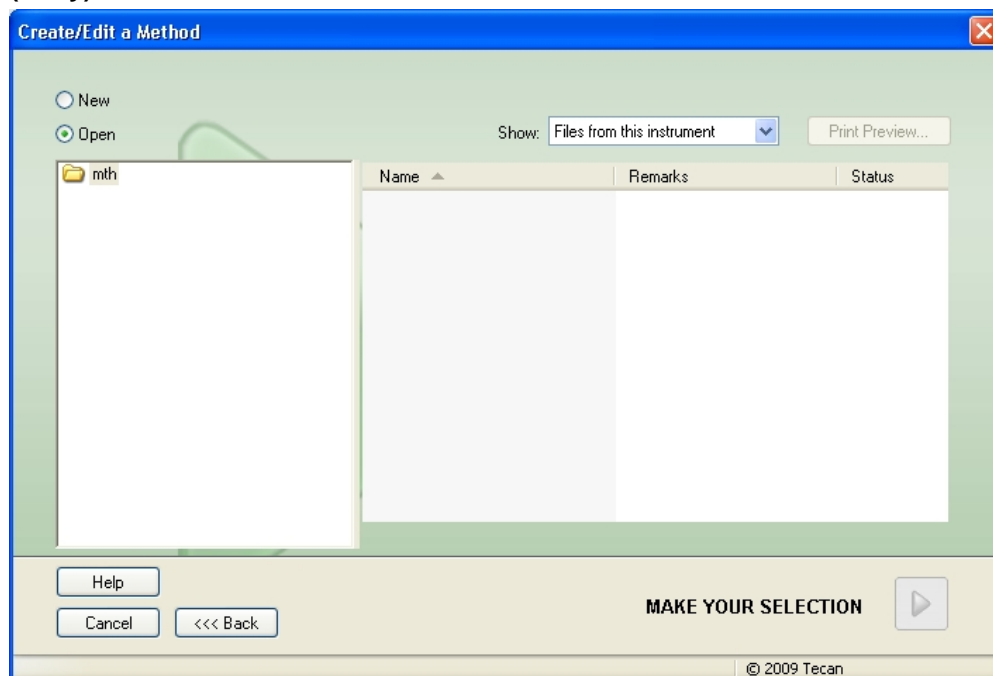 Create/Edit a Method
New
Open
Show: Files from this instrument
Print Preview...
mth
Name Remarks Status
Help
Cancel <<< Back
MAKE YOUR SELECTION
© 2009 Tecan